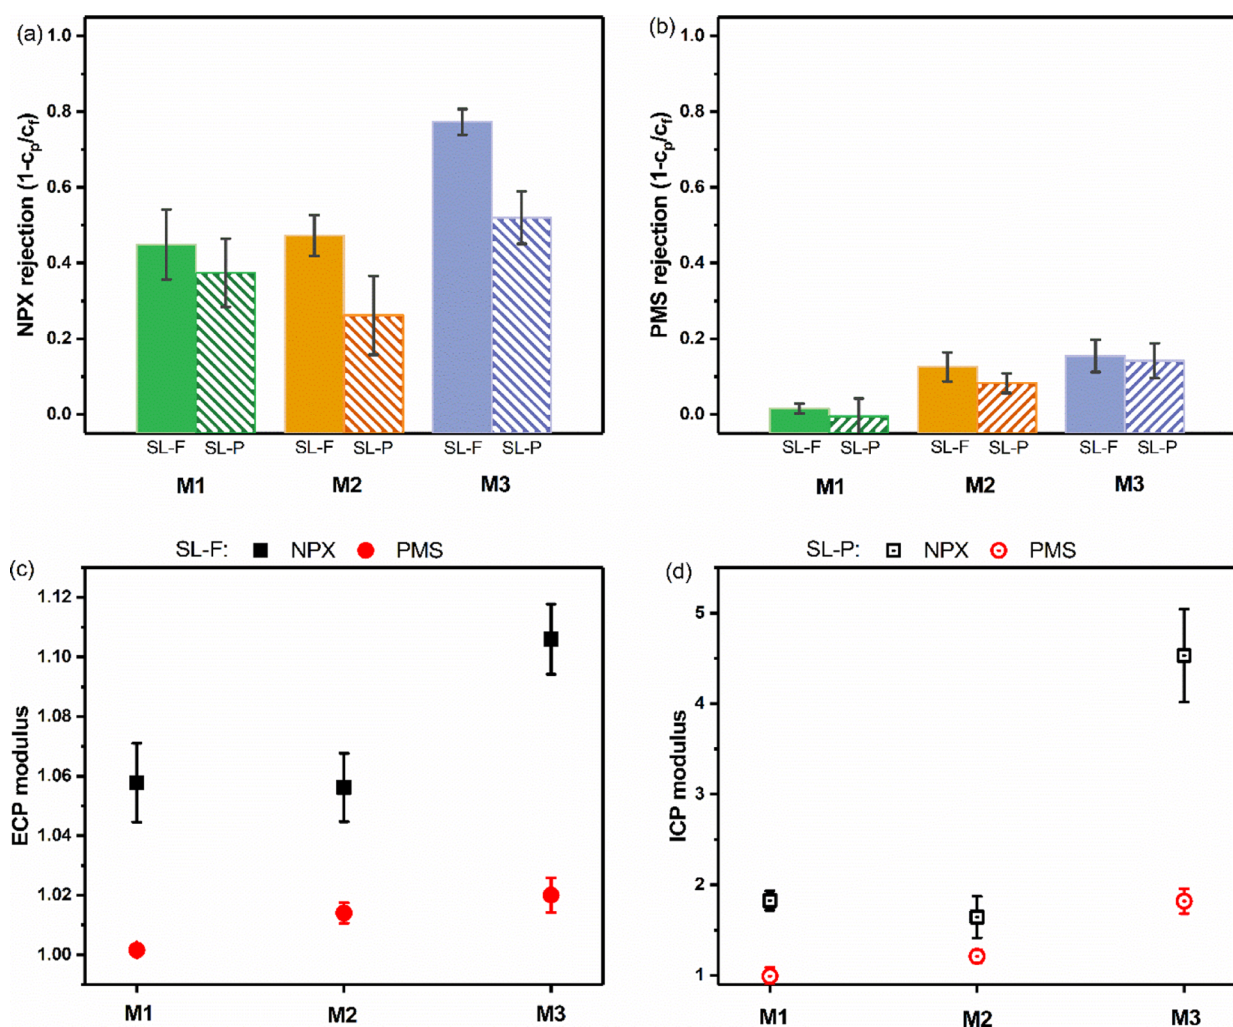 (a)
NPX rejection (1-cp/cf)
1.0
0.8
0.6
0.4
0.2
0.0
SL-F SL-P SL-F SL-P SL-F SL-P
M1 M2 M3
(b)
PMS rejection (1-cp/cf)
1.0
0.8
0.6
0.4
0.2
0.0
SL-F SL-P SL-F SL-P SL-F SL-P
M1 M2 M3
SL-F: NPX PMS
SL-P: NPX PMS
(c)
ECP modulus
1.12
1.10
1.08
1.06
1.04
1.02
1.00
M1 M2 M3
(d)
ICP modulus
5
4
3
2
1
M1 M2 M3